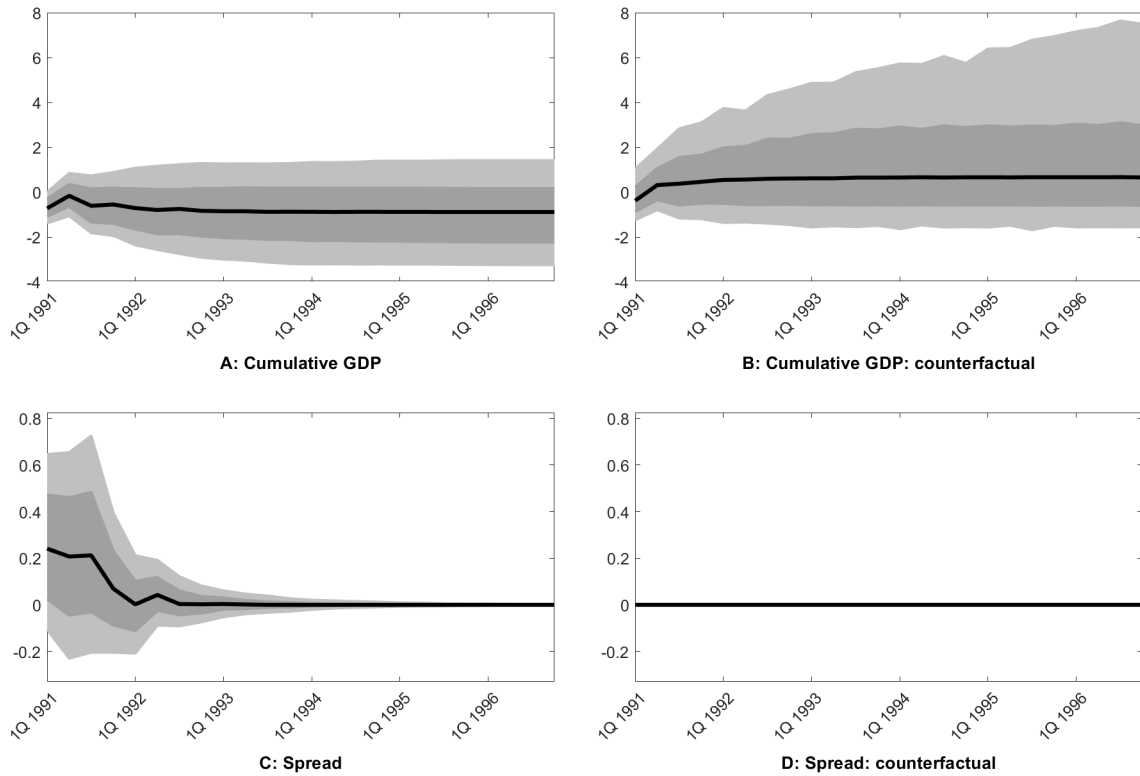 8
6
4
2
0
-2
-4
1Q 1991
1Q 1992
1Q 1993
1Q 1994
1Q 1995
1Q 1996
A: Cumulative GDP
8
6
4
2
0
-2
-4
1Q 1991
1Q 1992
1Q 1993
1Q 1994
1Q 1995
1Q 1996
B: Cumulative GDP: counterfactual
0.8
0.6
0.4
0.2
0
-0.2
1Q 1991
1Q 1992
1Q 1993
1Q 1994
1Q 1995
1Q 1996
C: Spread
0.8
0.6
0.4
0.2
0
-0.2
1Q 1991
1Q 1992
1Q 1993
1Q 1994
1Q 1995
1Q 1996
D: Spread: counterfactual